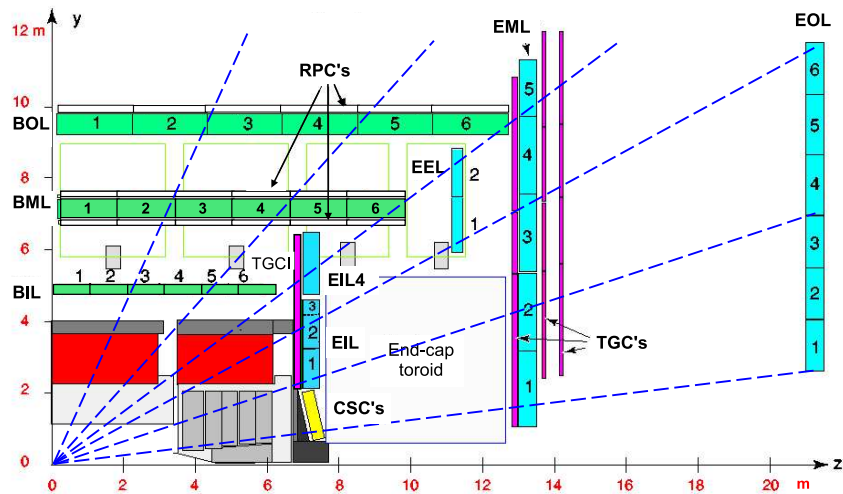 12 m
y
EML
EOL
RPC's
10
BOL
1 2 3 4 5 6
5
6
5
4
4
3
2
1
8
EEL
2
1
BML
1 2 3 4 5 6
3
6
TGCI
1 2 3 4 5 6
BIL
EIL4
2
4
3
2
EIL
1
End-cap
toroid
TGC's
1
2
CSC's
1
0
z
0 2 4 6 8 10 12 14 16 18 20 m